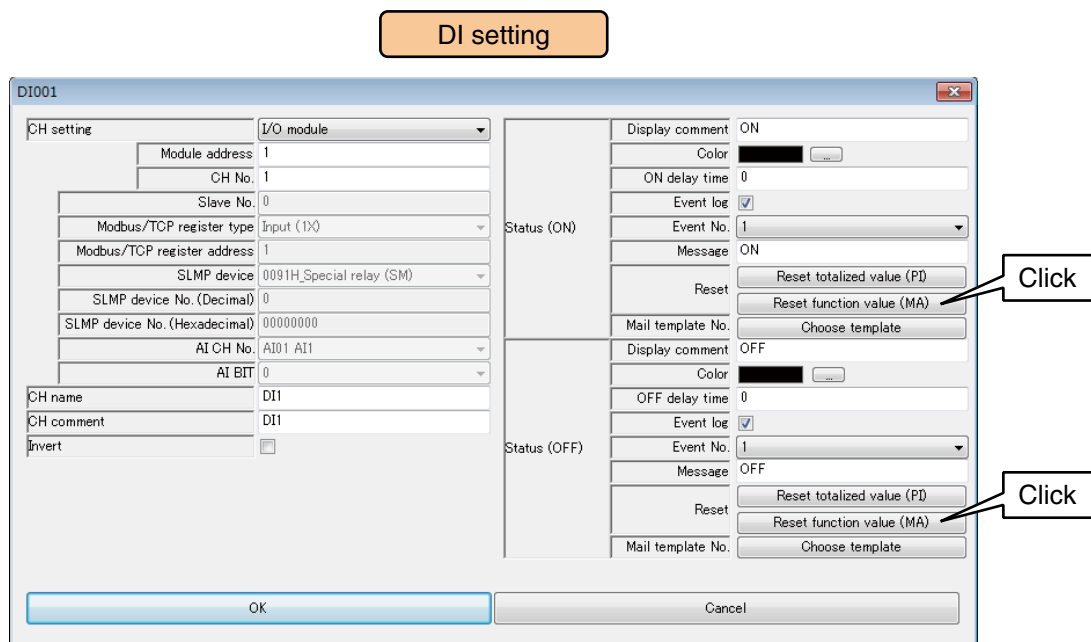 DI setting
DI001
CH setting I/O module
Module address 1
CH No. 1
Slave No. 0
Modbus/TCP register type Input (1X)
Modbus/TCP register address 1
SLMP device 0091H_Special relay (SM)
SLMP device No. (Decimal) 0
SLMP device No. (Hexadecimal) 00000000
AI CH No. AI01 AI1
AI BIT 0
CH name DI1
CH comment DI1
Invert
Status (ON)
Display comment ON
Color ...
ON delay time 0
Event log
Event No. 1
Message ON
Reset
Reset totalized value (PI)
Reset function value (MA)
Click
Mail template No. Choose template
Status (OFF)
Display comment OFF
Color ...
OFF delay time 0
Event log
Event No. 1
Message OFF
Reset
Reset totalized value (PI)
Reset function value (MA)
Click
Mail template No. Choose template
OK
Cancel